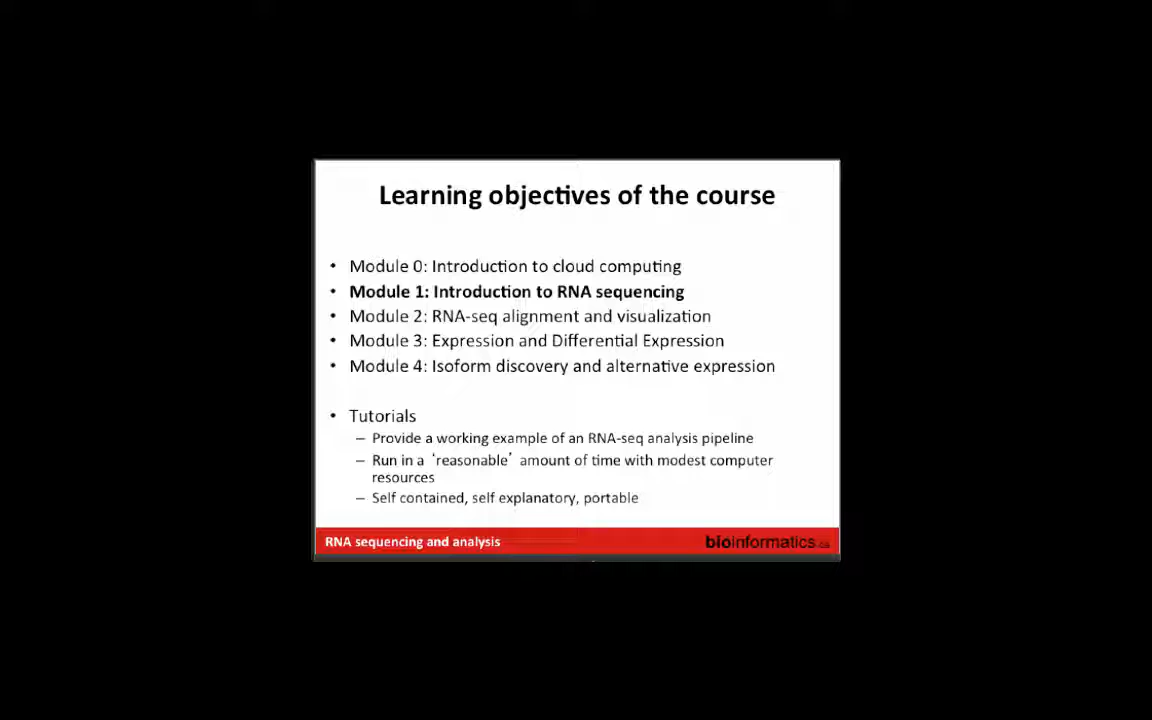 Learning objectives of the course
• Module 0: Introduction to cloud computing
• Module 1: Introduction to RNA sequencing
• Module 2: RNA-seq alignment and visualization
• Module 3: Expression and Differential Expression
• Module 4: Isoform discovery and alternative expression
• Tutorials
– Provide a working example of an RNA-seq analysis pipeline
– Run in a ‘reasonable’ amount of time with modest computer
resources
– Self contained, self explanatory, portable
RNA sequencing and analysis
bioinformatics.ca